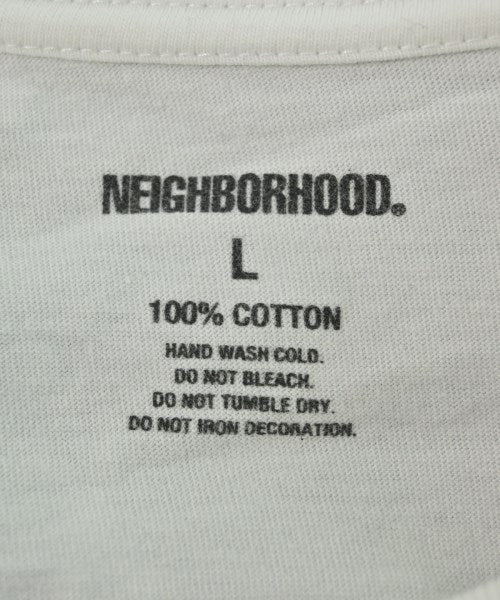 NEIGHBORHOOD®
L
100% COTTON
HAND WASH COLD.
DO NOT BLEACH.
DO NOT TUMBLE DRY.
DO NOT IRON DECORATION.